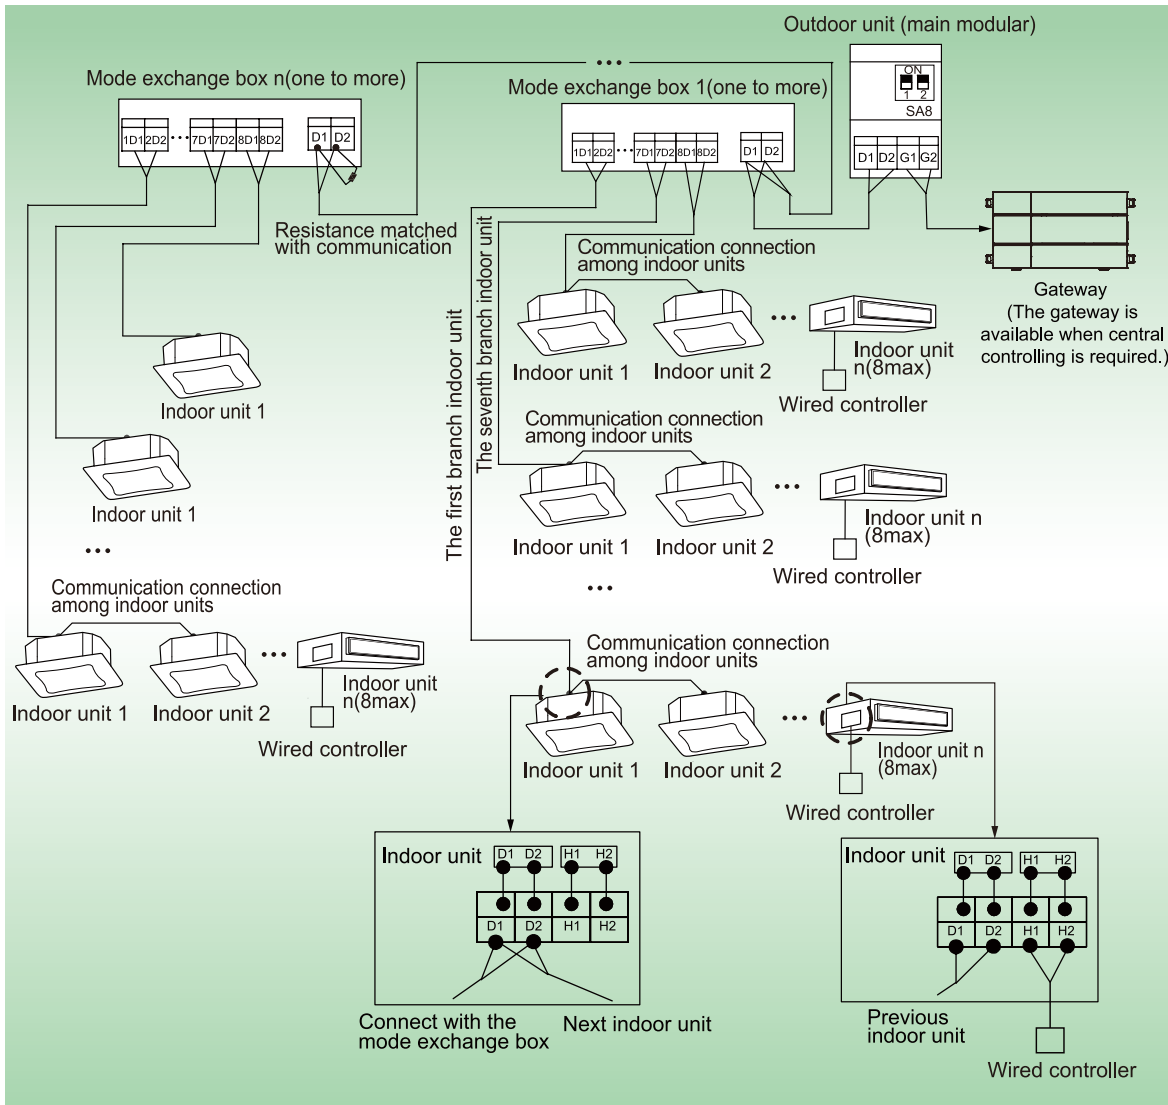 Outdoor unit (main modular)
Mode exchange box n(one to more)
•••
Mode exchange box 1(one to more)
ON
1 2
SA8
1D1 2D2 ••• 7D1 7D2 8D1 8D2 D1 D2
1D1 2D2 ••• 7D1 7D2 8D1 8D2 D1 D2
D1 D2 G1 G2
Resistance matched
with communication
The first branch indoor unit
The seventh branch indoor unit
Communication connection
among indoor units
Gateway
(The gateway is
available when central
controlling is required.)
•••
Indoor unit 1
Indoor unit 2
Indoor unit
n(8max)
Wired controller
Indoor unit 1
Communication connection
among indoor units
•••
Indoor unit 1
Indoor unit 1
Indoor unit 2
Indoor unit n
(8max)
Wired controller
•••
•••
Communication connection
among indoor units
•••
Indoor unit 1
Indoor unit 2
Indoor unit
n(8max)
Wired controller
Communication connection
among indoor units
•••
Indoor unit 1
Indoor unit 2
Indoor unit n
(8max)
Wired controller
Indoor unit
D1 D2 H1 H2
D1 D2 H1 H2
Connect with the
mode exchange box
Next indoor unit
Indoor unit
D1 D2 H1 H2
D1 D2 H1 H2
Previous
indoor unit
Wired controller